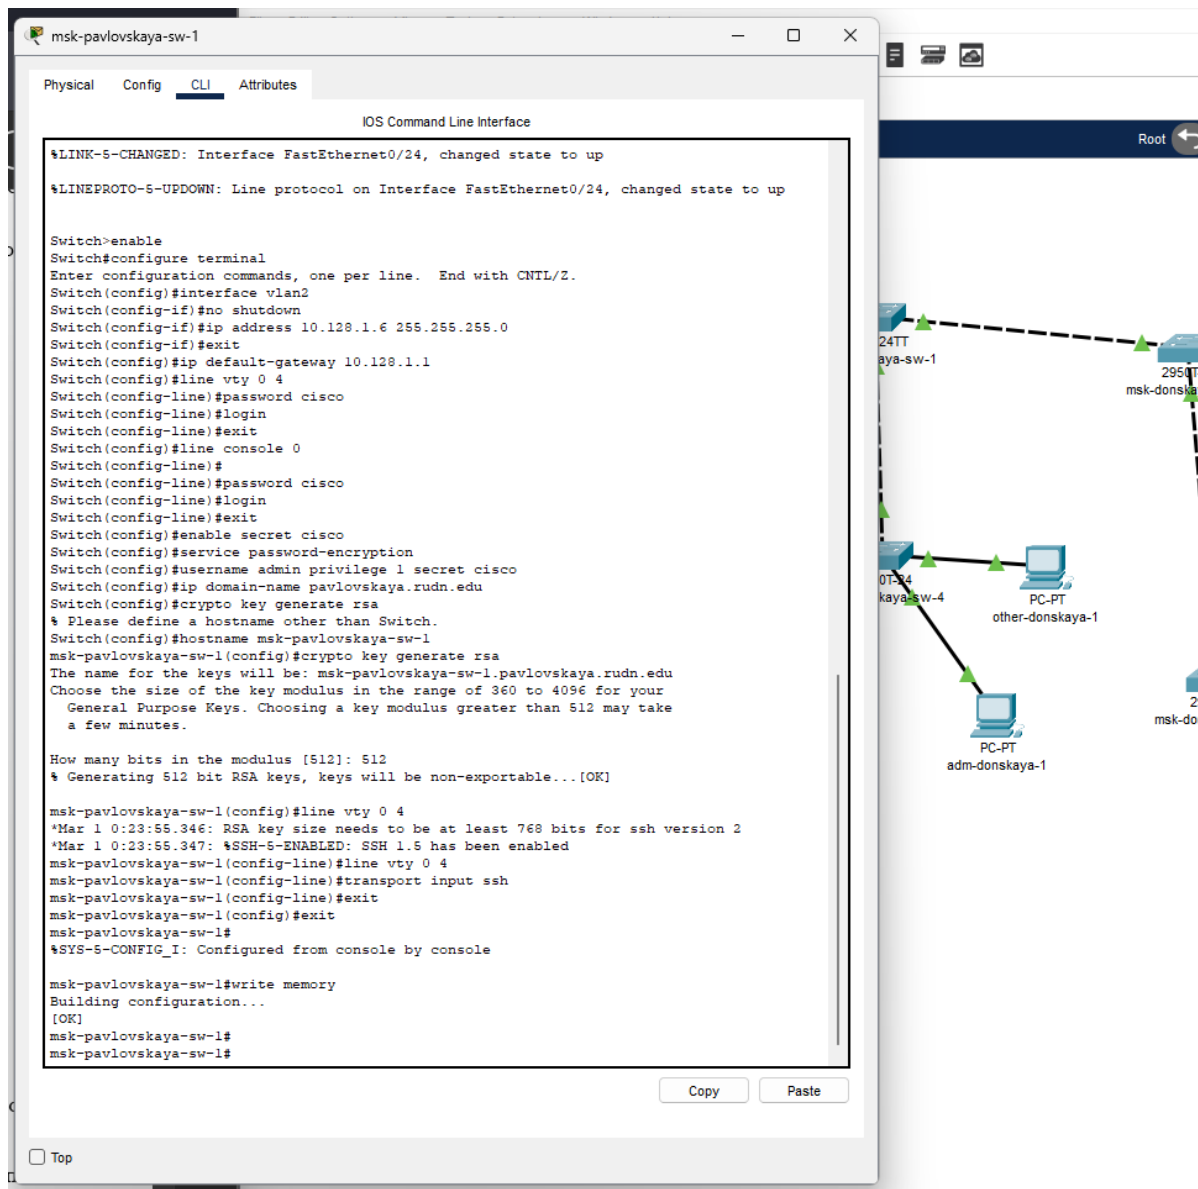 msk-pavlovskaya-sw-1
Physical Config CLI Attributes
IOS Command Line Interface
%LINK-5-CHANGED: Interface FastEthernet0/24, changed state to up
%LINEPROTO-5-UPDOWN: Line protocol on Interface FastEthernet0/24, changed state to up
Switch>enable
Switch#configure terminal
Enter configuration commands, one per line.  End with CNTL/Z.
Switch(config)#interface vlan2
Switch(config-if)#no shutdown
Switch(config-if)#ip address 10.128.1.6 255.255.255.0
Switch(config-if)#exit
Switch(config)#ip default-gateway 10.128.1.1
Switch(config)#line vty 0 4
Switch(config-line)#password cisco
Switch(config-line)#login
Switch(config-line)#exit
Switch(config)#line console 0
Switch(config-line)#
Switch(config-line)#password cisco
Switch(config-line)#login
Switch(config-line)#exit
Switch(config)#enable secret cisco
Switch(config)#service password-encryption
Switch(config)#username admin privilege 1 secret cisco
Switch(config)#ip domain-name pavlovskaya.rudn.edu
Switch(config)#crypto key generate rsa
% Please define a hostname other than Switch.
Switch(config)#hostname msk-pavlovskaya-sw-1
msk-pavlovskaya-sw-1(config)#crypto key generate rsa
The name for the keys will be: msk-pavlovskaya-sw-1.pavlovskaya.rudn.edu
Choose the size of the key modulus in the range of 360 to 4096 for your
General Purpose Keys. Choosing a key modulus greater than 512 may take
a few minutes.
How many bits in the modulus [512]: 512
% Generating 512 bit RSA keys, keys will be non-exportable...[OK]
msk-pavlovskaya-sw-1(config)#line vty 0 4
*Mar 1 0:23:55.346: RSA key size needs to be at least 768 bits for ssh version 2
*Mar 1 0:23:55.347: %SSH-5-ENABLED: SSH 1.5 has been enabled
msk-pavlovskaya-sw-1(config-line)#line vty 0 4
msk-pavlovskaya-sw-1(config-line)#transport input ssh
msk-pavlovskaya-sw-1(config-line)#exit
msk-pavlovskaya-sw-1(config)#exit
msk-pavlovskaya-sw-1#
%SYS-5-CONFIG_I: Configured from console by console
msk-pavlovskaya-sw-1#write memory
Building configuration...
[OK]
msk-pavlovskaya-sw-1#
msk-pavlovskaya-sw-1#
Copy Paste
Top
Root
24TT
aya-sw-1
2950T
msk-donska
0T-24
kaya-sw-4
PC-PT
other-donskaya-1
PC-PT
adm-donskaya-1
2
msk-do